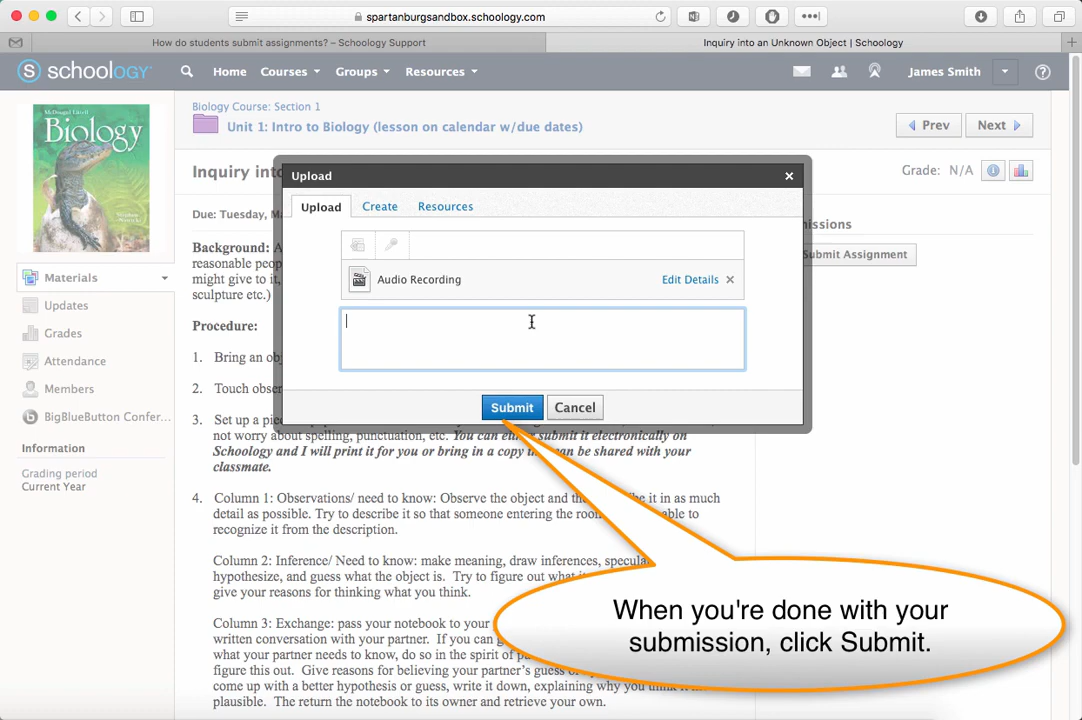 spartanburgsandbox.schoology.com
How do students submit assignments? – Schoology Support
Inquiry into an Unknown Object | Schoology
S schoology
Home Courses Groups Resources James Smith
McDougal Littell
Biology
Biology Course: Section 1
Unit 1: Intro to Biology (lesson on calendar w/due dates)
Prev Next
Inquiry into
Grade: N/A
Due: Tuesday,
Submit Assignment
Background:
reasonable
might give to it,
sculpture etc.)
Procedure:
1. Bring an
2. Touch
3. Set up a
not worry about spelling, punctuation, etc. You can either submit it electronically on
Schoology and I will print it for you or bring in a copy
can be shared with your
classmate.
4. Column 1: Observations/ need to know: Observe the object and
it in as much
detail as possible. Try to describe it so that someone entering the
able to
recognize it from the description.
Column 2: Inference/ Need to know: make meaning, draw inferences,
hypothesize, and guess what the object is. Try to figure out what
give your reasons for thinking what you think.
Column 3: Exchange: pass your notebook to your
written conversation with your partner. If you can
what your partner needs to know, do so in the spirit of
figure this out. Give reasons for believing your partner's guess
come up with a better hypothesis or guess, write it down, explaining why you
plausible. The return the notebook to its owner and retrieve your own.
Materials
Updates
Grades
Attendance
Members
BigBlueButton Confer...
Information
Grading period
Current Year
Upload
Upload Create Resources
Audio Recording Edit Details
Submit Cancel
When you're done with your
submission, click Submit.